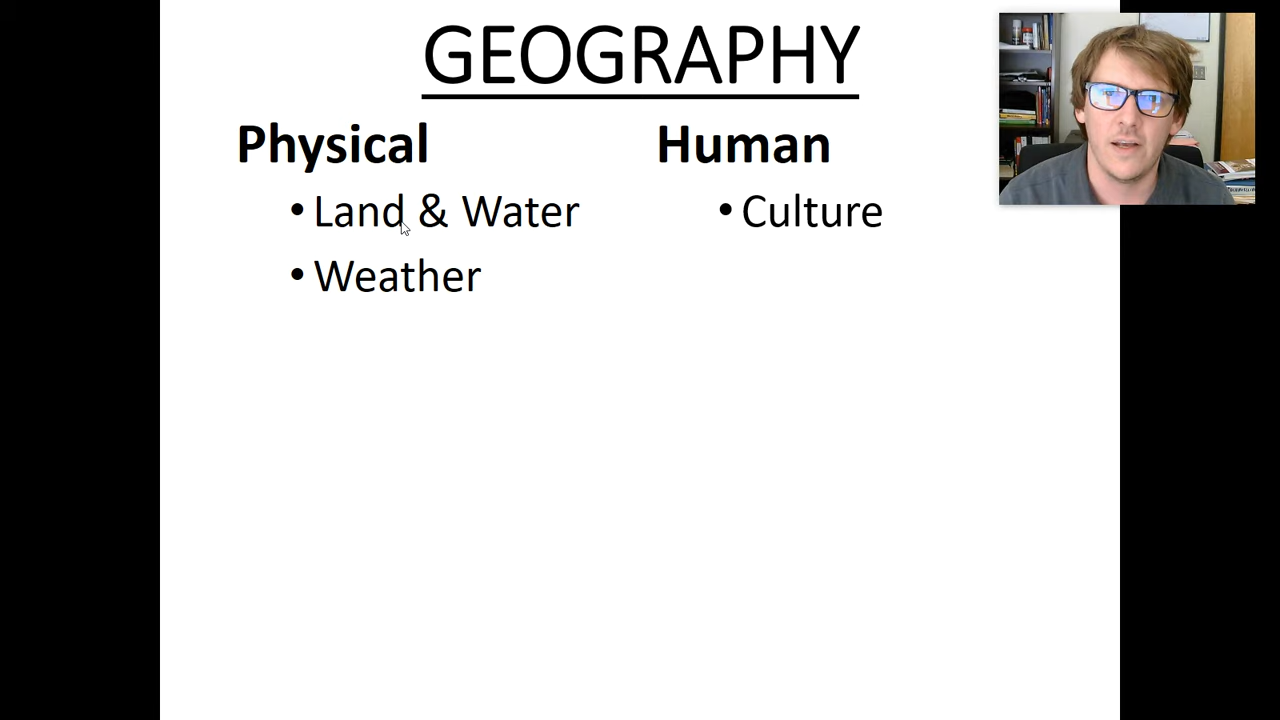 GEOGRAPHY
Physical
• Land & Water
• Weather
Human
• Culture